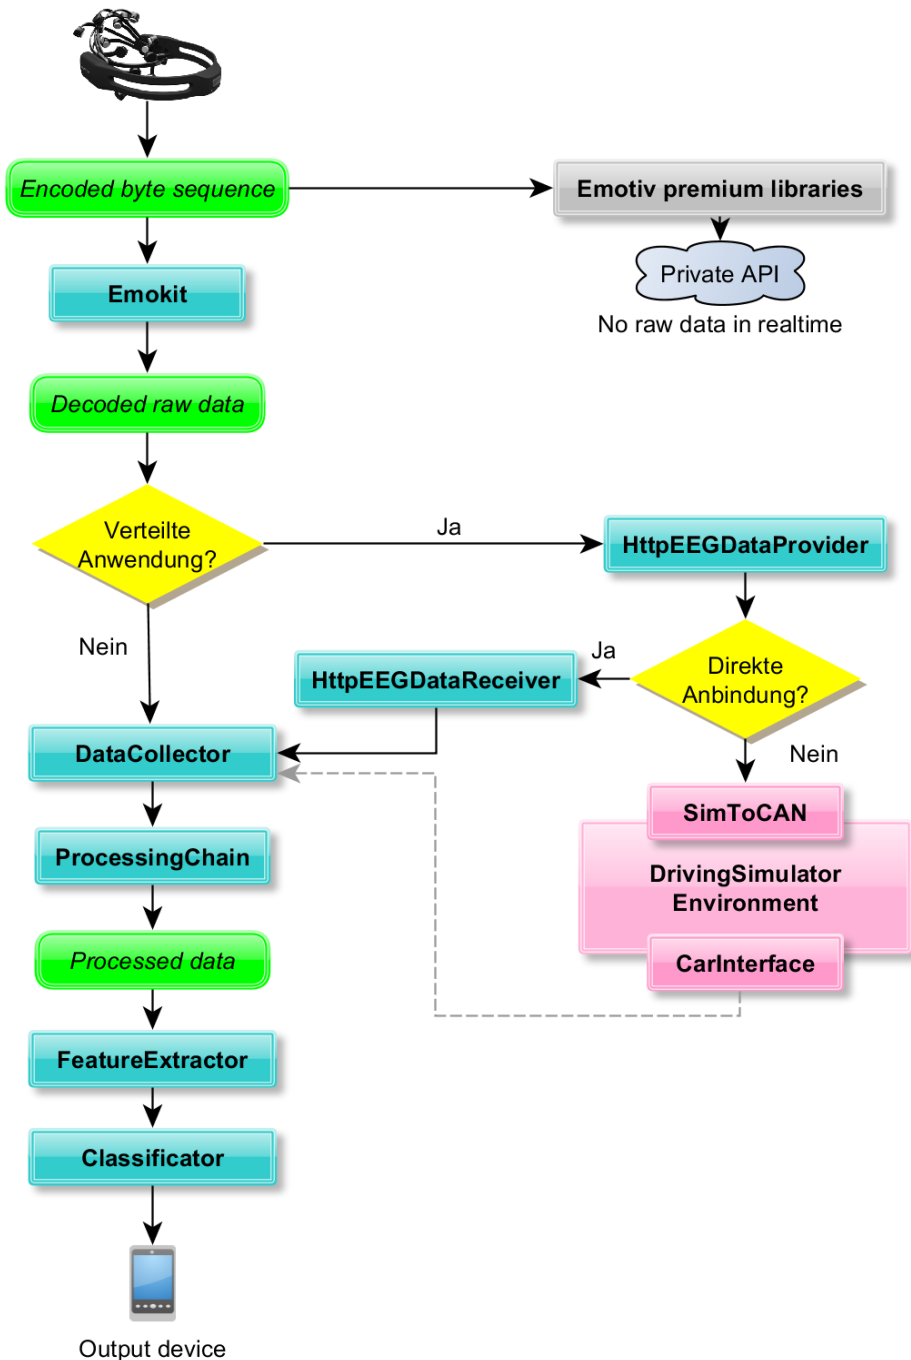 Encoded byte sequence
Emotiv premium libraries
Private API
No raw data in realtime
Emokit
Decoded raw data
Verteilte
Anwendung?
Ja
HttpEEGDataProvider
Nein
Direkte
Anbindung?
Ja
HttpEEGDataReceiver
Nein
DataCollector
SimToCAN
DrivingSimulator
Environment
CarInterface
ProcessingChain
Processed data
FeatureExtractor
Classificator
Output device